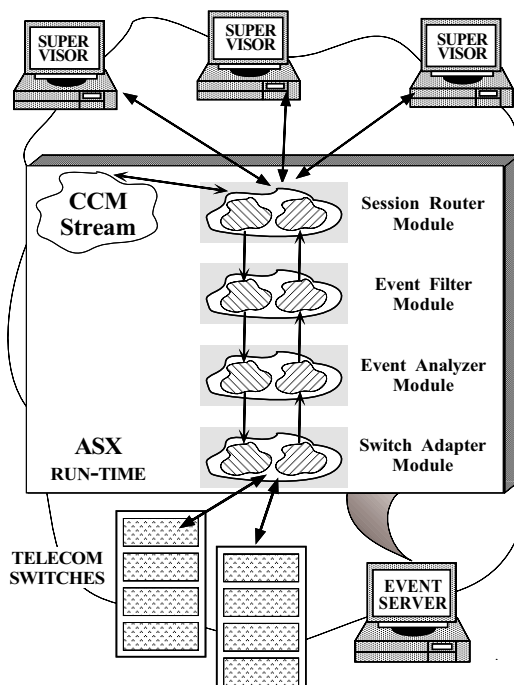 SUPER
VISOR
SUPER
VISOR
SUPER
VISOR
CCM
Stream
Session Router
Module
Event Filter
Module
Event Analyzer
Module
ASX
RUN-TIME
Switch Adapter
Module
TELECOM
SWITCHES
EVENT
SERVER